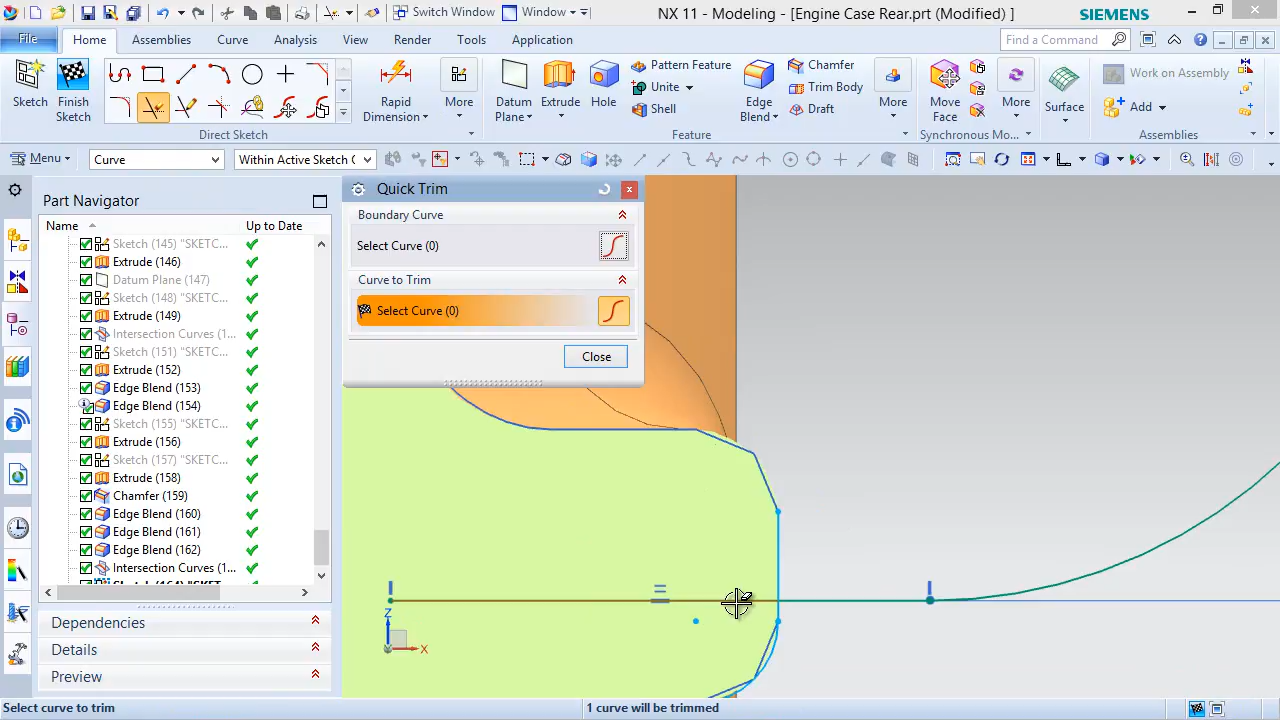 Switch Window
Window
NX 11 - Modeling - [Engine Case Rear.prt (Modified) ]
SIEMENS
File
Home
Assemblies
Curve
Analysis
View
Render
Tools
Application
Find a Command
Sketch
Finish
Sketch
Rapid
Dimension
More
Datum
Plane
Extrude
Hole
Pattern Feature
Unite
Shell
Edge
Blend
Chamfer
Trim Body
Draft
More
Move
Face
More
Surface
Work on Assembly
Add
Direct Sketch
Feature
Synchronous Mo...
Assemblies
Menu
Curve
Within Active Sketch
Part Navigator
Name
Up to Date
Sketch (145) "SKETC...
Extrude (146)
Datum Plane (147)
Sketch (148) "SKETC...
Extrude (149)
Intersection Curves (1...
Sketch (151) "SKETC...
Extrude (152)
Edge Blend (153)
Edge Blend (154)
Sketch (155) "SKETC...
Extrude (156)
Sketch (157) "SKETC...
Extrude (158)
Chamfer (159)
Edge Blend (160)
Edge Blend (161)
Edge Blend (162)
Intersection Curves (1...
Sketch (164) "SKET...
Dependencies
Details
Preview
Quick Trim
Boundary Curve
Select Curve (0)
Curve to Trim
Select Curve (0)
Close
Z
X
Select curve to trim
1 curve will be trimmed